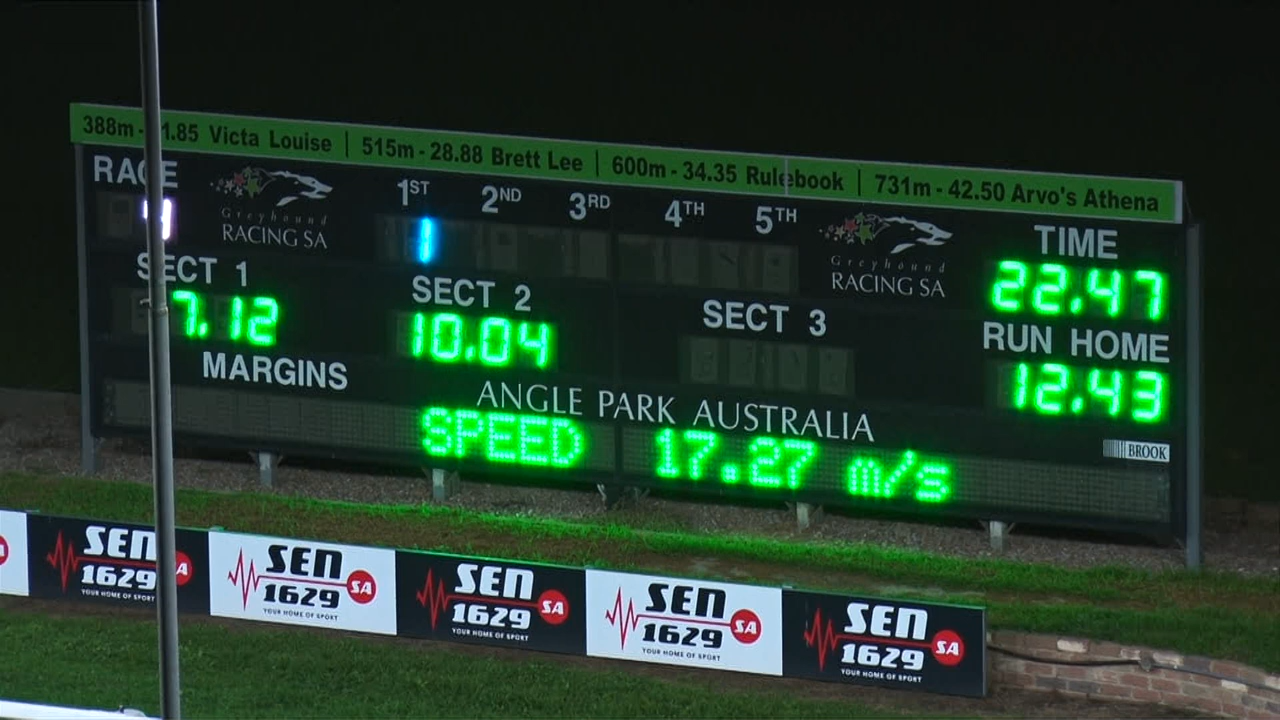 388m - 1.85 Victa Louise | 515m - 28.88 Brett Lee | 600m - 34.35 Rulebook | 731m - 42.50 Arvo's Athena
RACE
Greyhound
RACING SA
1ST 2ND 3RD 4TH 5TH
1
Greyhound
RACING SA
TIME
22.47
SECT 1
7.12
SECT 2
10.04
SECT 3
RUN HOME
12.43
MARGINS
ANGLE PARK AUSTRALIA
SPEED 17.27 m/s
BROOK
SEN
1629 SA
YOUR HOME OF SPORT
SEN
1629 SA
YOUR HOME OF SPORT
SEN
1629 SA
YOUR HOME OF SPORT
SEN
1629 SA
YOUR HOME OF SPORT
SEN
1629 SA
YOUR HOME OF SPORT